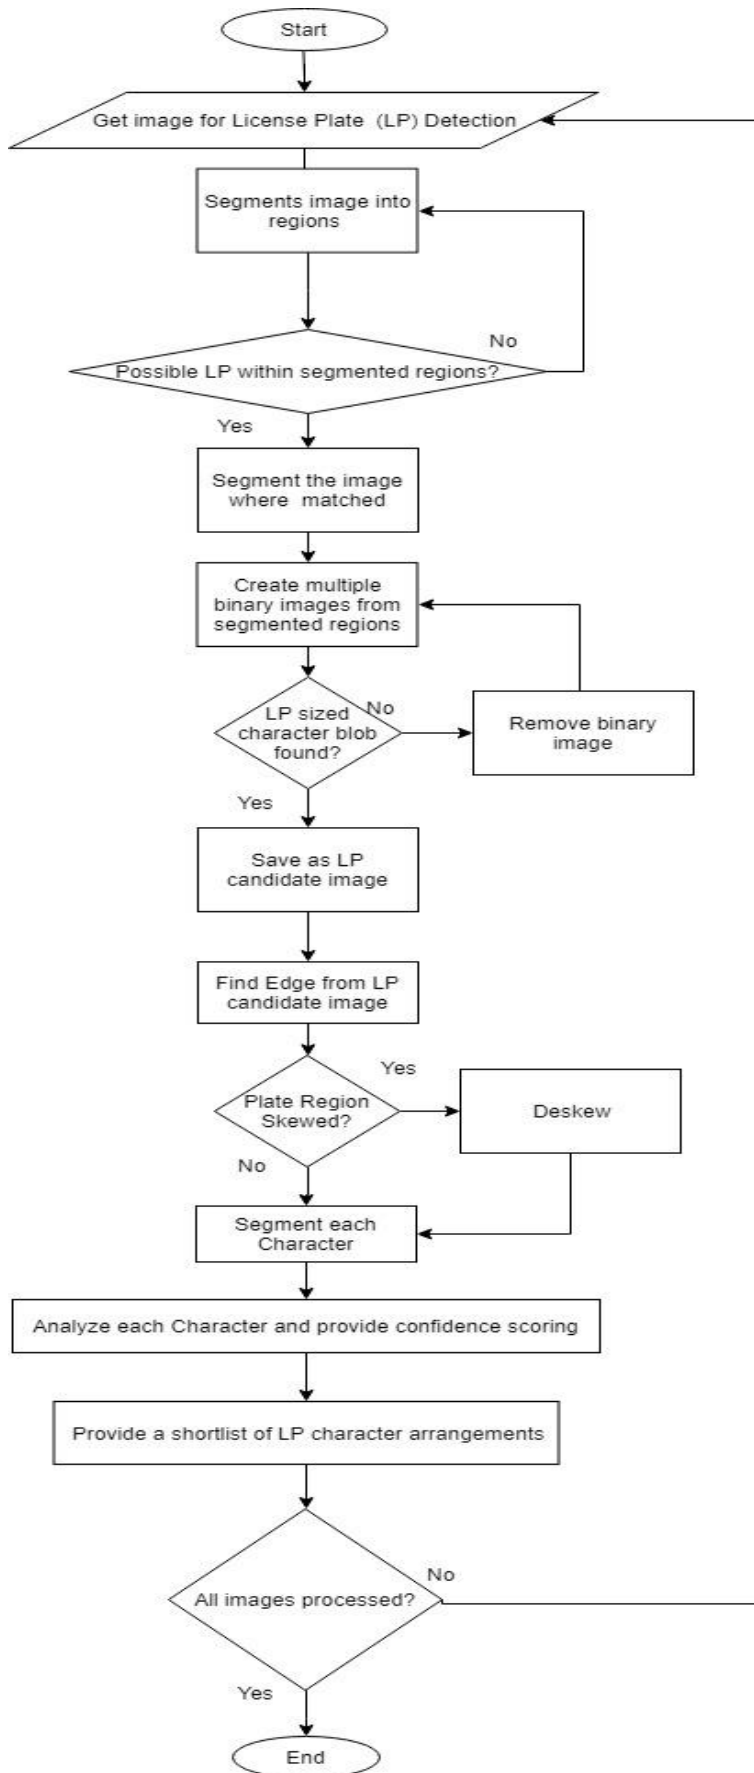 Start
Get image for License Plate (LP) Detection
Segments image into
regions
No
Possible LP within segmented regions?
Yes
Segment the image
where matched
Create multiple
binary images from
segmented regions
No
LP sized
character blob
found?
Remove binary
image
Yes
Save as LP
candidate image
Find Edge from LP
candidate image
Yes
Plate Region
Skewed?
Deskew
No
Segment each
Character
Analyze each Character and provide confidence scoring
Provide a shortlist of LP character arrangements
No
All images processed?
Yes
End